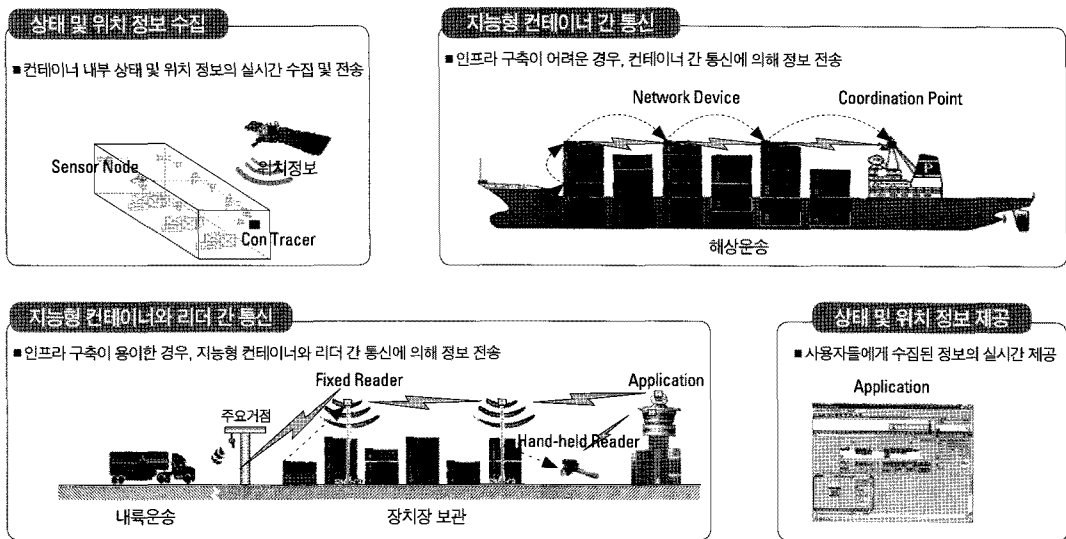 상태 및 위치 정보 수집
■ 컨테이너 내부 상태 및 위치 정보의 실시간 수집 및 전송
Sensor Node
위치정보
Con Tracer
지능형 컨테이너 간 통신
■ 인프라 구축이 어려운 경우, 컨테이너 간 통신에 의해 정보 전송
Network Device
Coordination Point
해상운송
지능형 컨테이너와 리더 간 통신
■ 인프라 구축이 용이한 경우, 지능형 컨테이너와 리더 간 통신에 의해 정보 전송
Fixed Reader
Application
주요거점
Hand-held Reader
내륙운송
장치장 보관
상태 및 위치 정보 제공
■ 사용자들에게 수집된 정보의 실시간 제공
Application